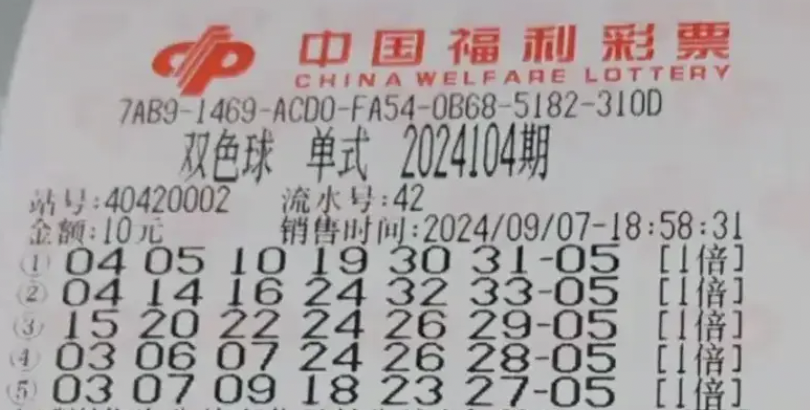 中国福利彩票
CHINA WELFARE LOTTERY
7AB9-1469-ACD0-FA54-0B68-5182-310D
双色球 单式 2024104期
站号:40420002 流水号:42
金额:10元 销售时间:2024/09/07-18:58:31
① 04 05 10 19 30 31-05 [1倍]
② 04 14 16 24 32 33-05 [1倍]
③ 15 20 22 24 26 29-05 [1倍]
④ 03 06 07 24 26 28-05 [1倍]
⑤ 03 07 09 18 23 27-05 [1倍]